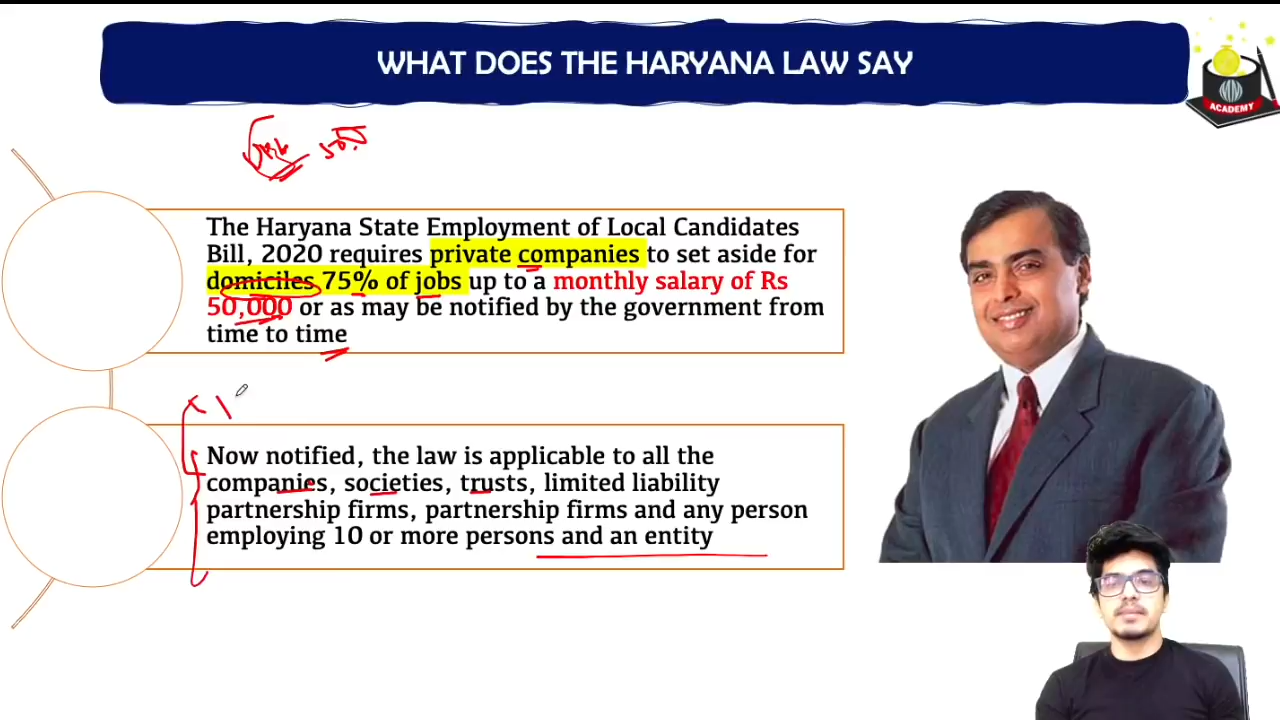 WHAT DOES THE HARYANA LAW SAY
ACADEMY
The Haryana State Employment of Local Candidates
Bill, 2020 requires private companies to set aside for
domiciles 75% of jobs up to a monthly salary of Rs
50,000 or as may be notified by the government from
time to time
Now notified, the law is applicable to all the
companies, societies, trusts, limited liability
partnership firms, partnership firms and any person
employing 10 or more persons and an entity